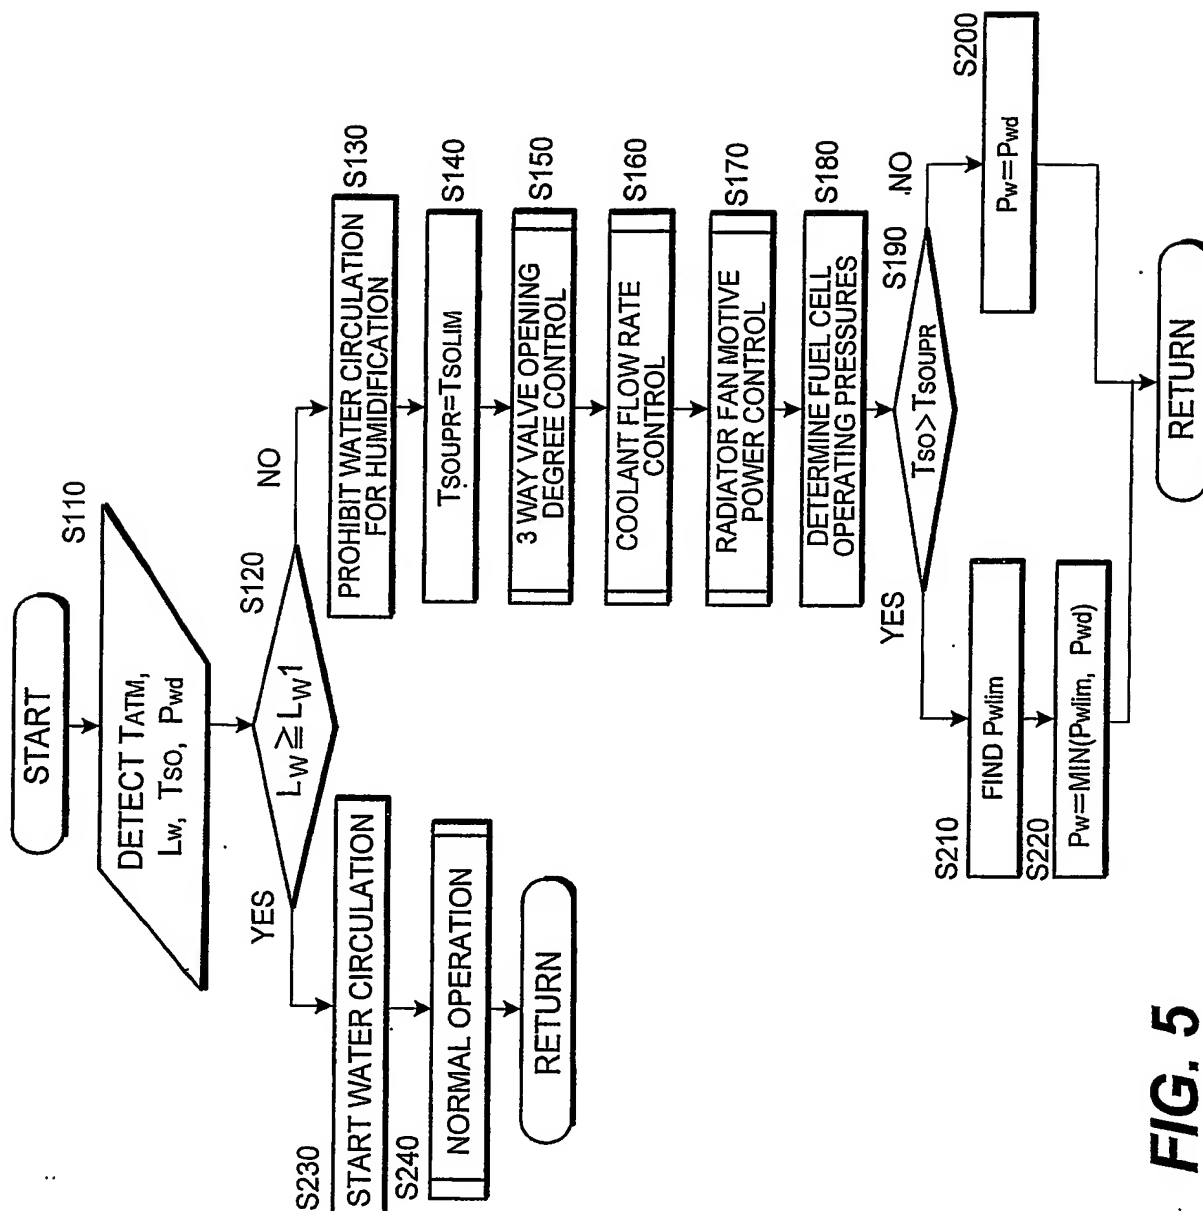 START
S110
DETECT TATM,
Lw, Tso, Pwd
S120
Lw≧Lw1
YES
NO
S230
START WATER CIRCULATION
S240
NORMAL OPERATION
RETURN
S130
PROHIBIT WATER CIRCULATION
FOR HUMIDIFICATION
S140
TSOUPR=TSOLIM
S150
3 WAY VALVE OPENING
DEGREE CONTROL
S160
COOLANT FLOW RATE
CONTROL
S170
RADIATOR FAN MOTIVE
POWER CONTROL
S180
DETERMINE FUEL CELL
OPERATING PRESSURES
S190
Tso>TSOUPR
YES
NO
S210
FIND Pwlim
S220
Pw=MIN(Pwlim, Pwd)
S200
Pw=Pwd
RETURN
FIG. 5